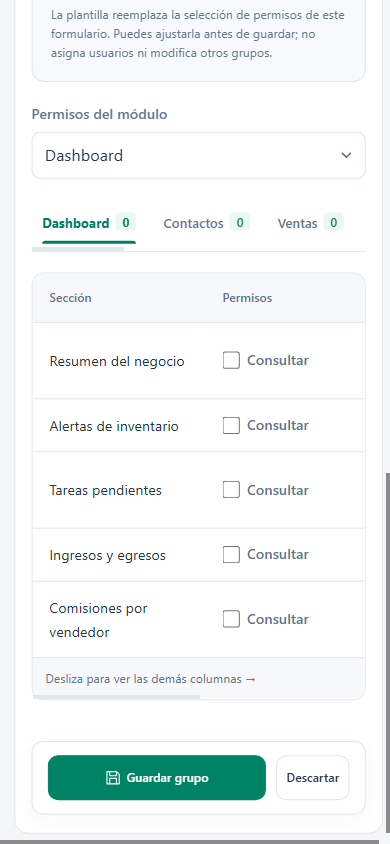 La plantilla reemplaza la selección de permisos de este
formulario. Puedes ajustarla antes de guardar; no
asigna usuarios ni modifica otros grupos.
Permisos del módulo
Dashboard
Dashboard 0 Contactos 0 Ventas 0
Sección Permisos
Resumen del negocio Consultar
Alertas de inventario Consultar
Tareas pendientes Consultar
Ingresos y egresos Consultar
Comisiones por
vendedor Consultar
Desliza para ver las demás columnas →
Guardar grupo Descartar